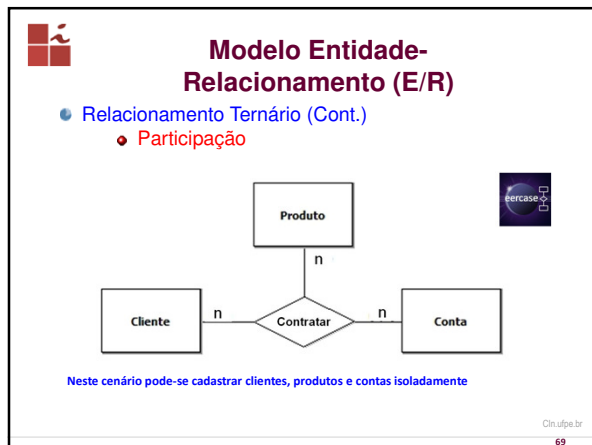 Modelo Entidade-
Relacionamento (E/R)
Relacionamento Ternário (Cont.)
Participação
eercase
Produto
n
Cliente
n
Contratar
n
Conta
Neste cenário pode-se cadastrar clientes, produtos e contas isoladamente
CIn.ufpe.br
69